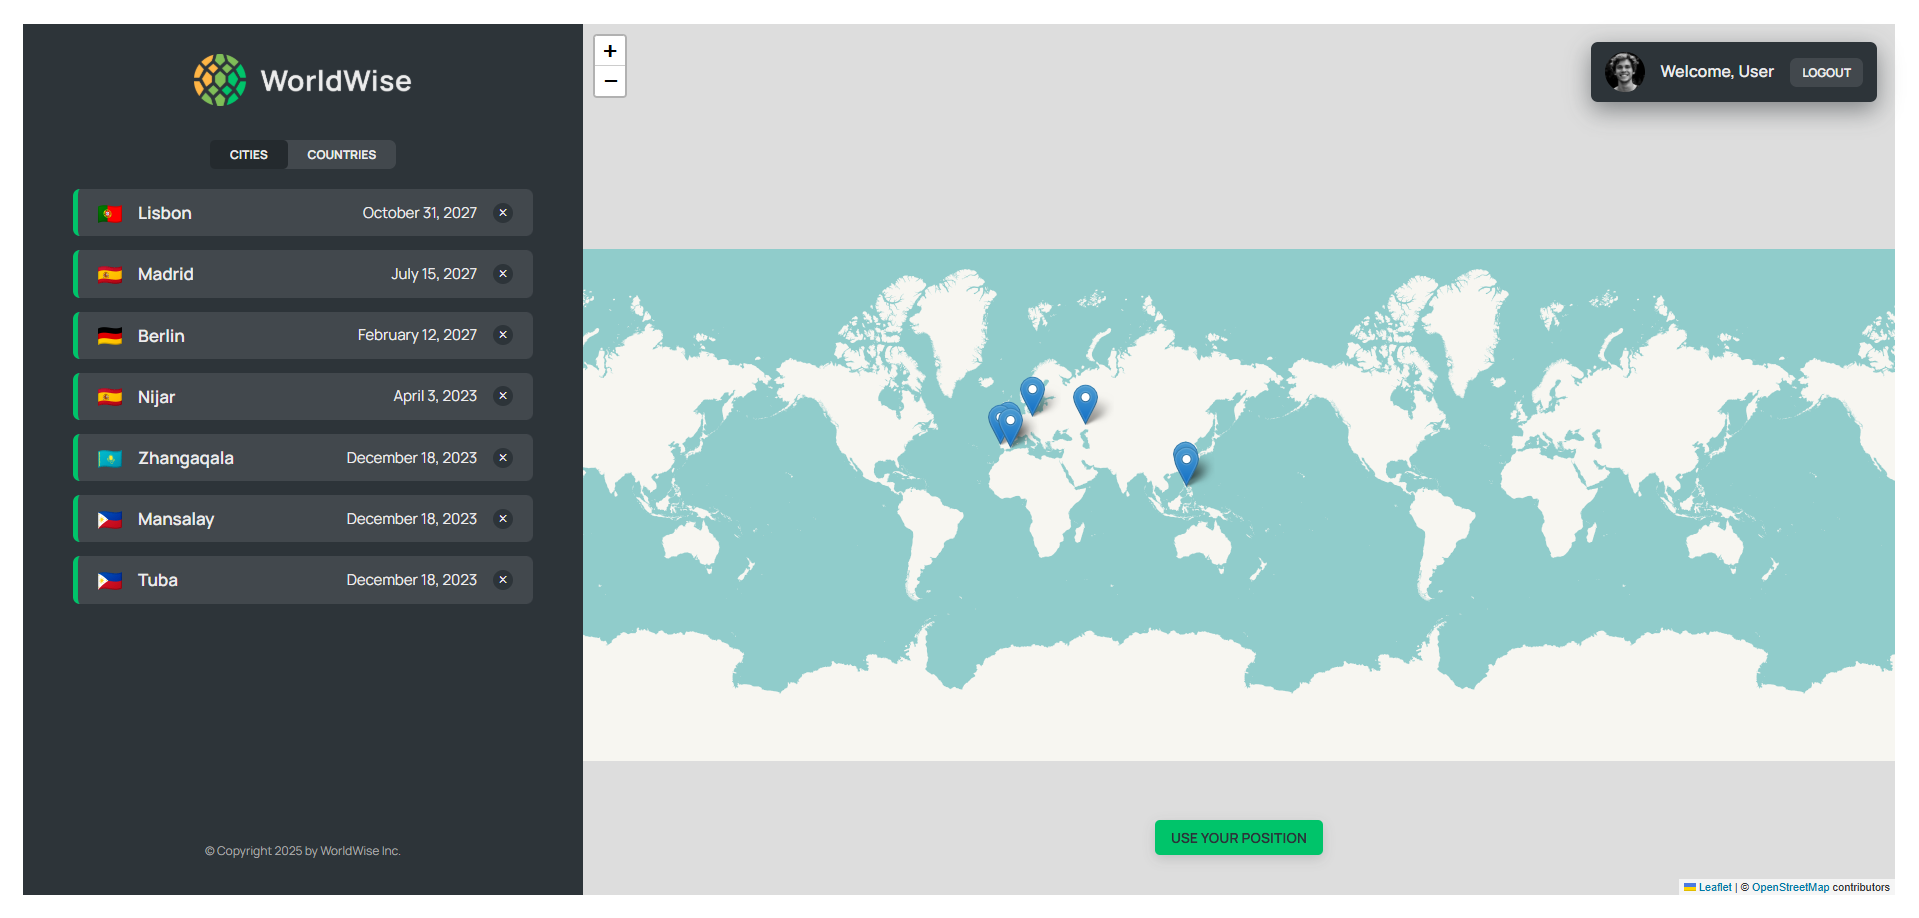 WorldWise
CITIES COUNTRIES
Lisbon October 31, 2027 ×
Madrid July 15, 2027 ×
Berlin February 12, 2027 ×
Nijar April 3, 2023 ×
Zhangaqala December 18, 2023 ×
Mansalay December 18, 2023 ×
Tuba December 18, 2023 ×
© Copyright 2025 by WorldWise Inc.
+
−
Welcome, User LOGOUT
USE YOUR POSITION
Leaflet | © OpenStreetMap contributors